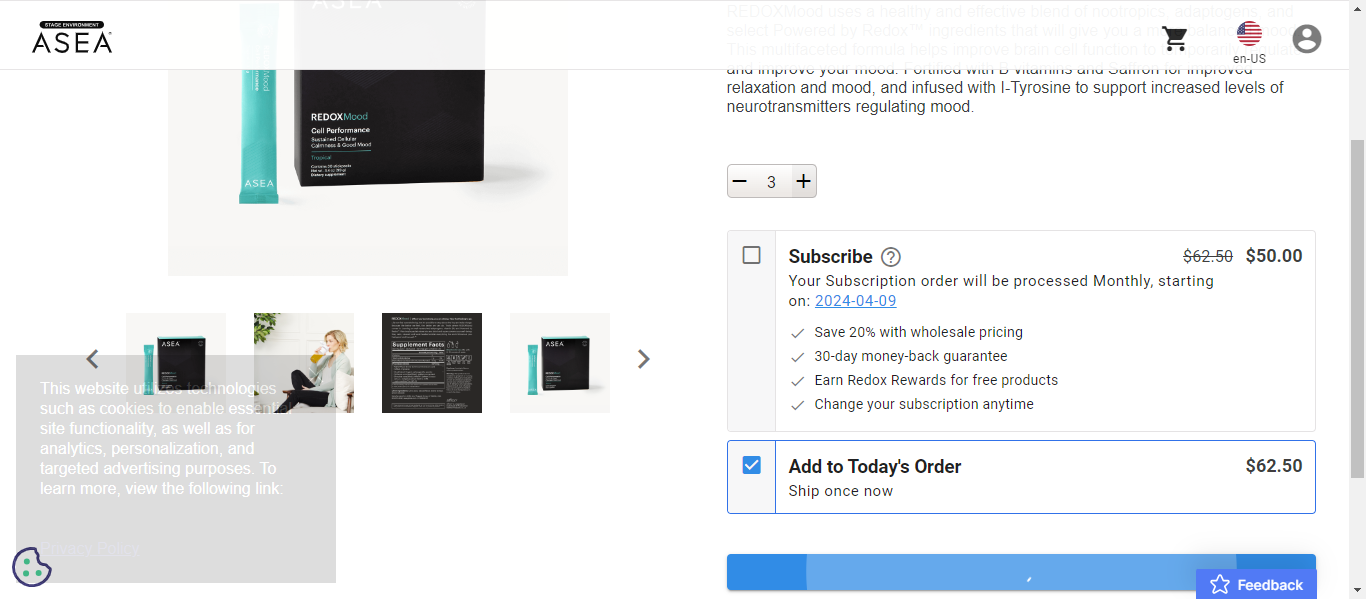 STAGE ENVIRONMENT
ASEA
en-US
REDOXMood uses a healthy and effective blend of nootropics, adaptogens, and
select Powered by Redox™ ingredients that will give you a
This multifaceted formula helps improve brain cell function to
and improve your mood. Fortified with B vitamins and Saffron for improved
relaxation and mood, and infused with I-Tyrosine to support increased levels of
neurotransmitters regulating mood.
ASEA
REDOXMood
Cell Performance
Sustained Cellular
Calmness & Good Mood
Tropical
Dietary supplement
ASEA
3
Subscribe
$62.50 $50.00
Your Subscription order will be processed Monthly, starting
on: 2024-04-09
Save 20% with wholesale pricing
30-day money-back guarantee
Earn Redox Rewards for free products
Change your subscription anytime
Add to Today's Order
$62.50
Ship once now
ASEA
Supplement Facts
ASEA
This website utilizes technologies
such as cookies to enable essential
site functionality, as well as for
analytics, personalization, and
targeted advertising purposes. To
learn more, view the following link:
Privacy Policy
Feedback